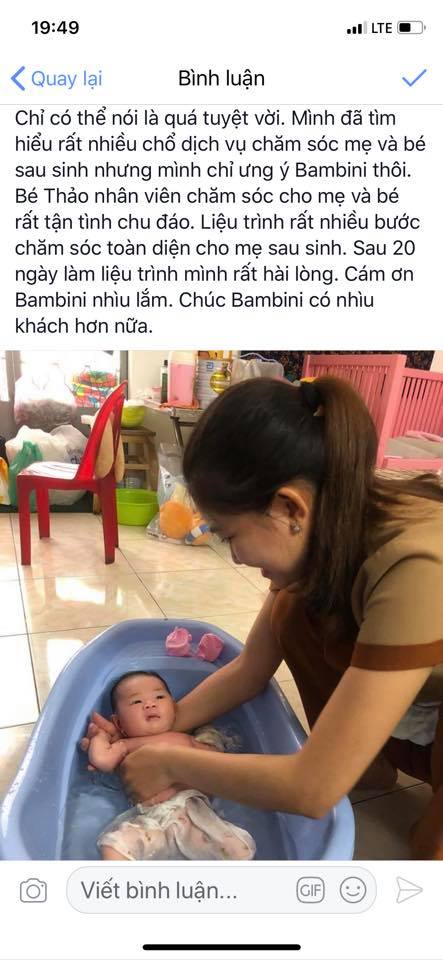 19:49
LTE
Quay lại
Bình luận
Chỉ có thể nói là quá tuyệt vời. Mình đã tìm
hiểu rất nhiều chổ dịch vụ chăm sóc mẹ và bé
sau sinh nhưng mình chỉ ưng ý Bambini thôi.
Bé Thảo nhân viên chăm sóc cho mẹ và bé
rất tận tình chu đáo. Liệu trình rất nhiều bước
chăm sóc toàn diện cho mẹ sau sinh. Sau 20
ngày làm liệu trình mình rất hài lòng. Cám ơn
Bambini nhìu lắm. Chúc Bambini có nhìu
khách hơn nữa.
Viết bình luận...
GIF